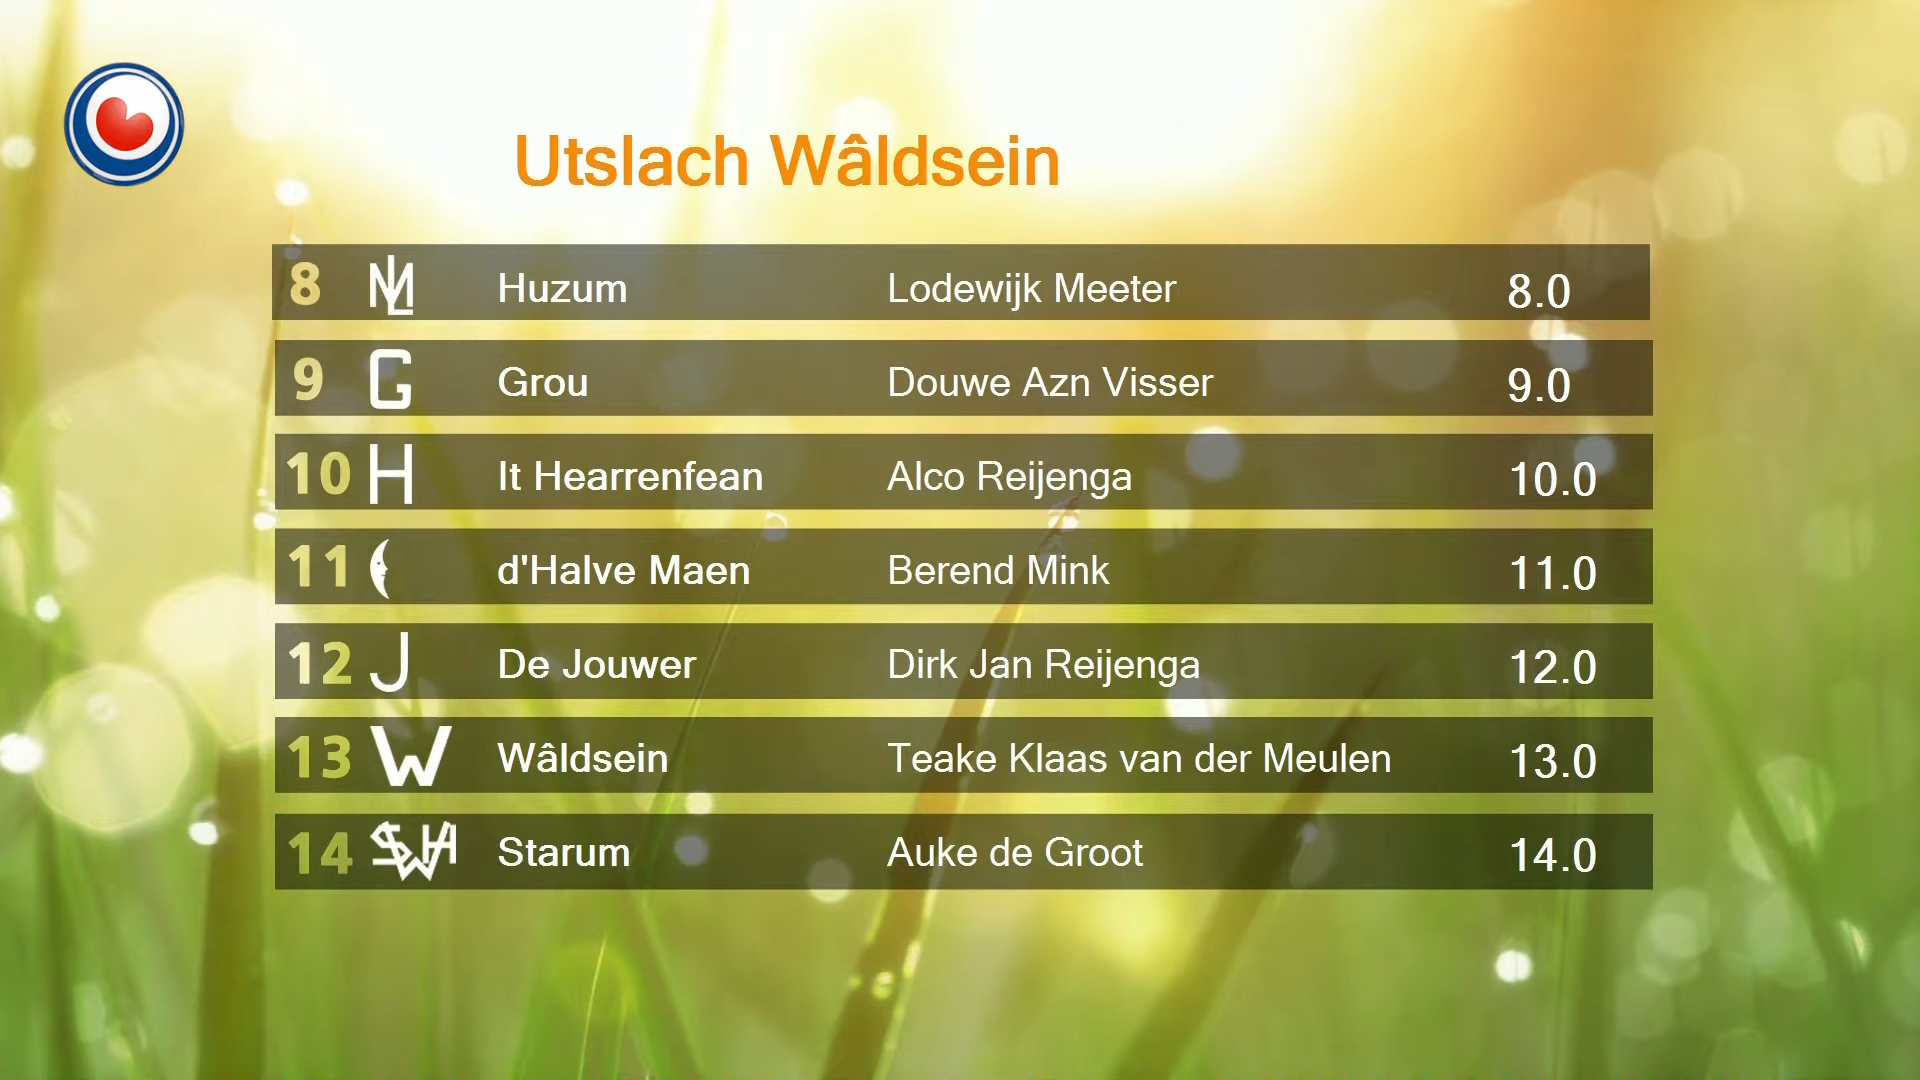 Utslach Wâldsein
8 Huzum Lodewijk Meeter 8.0
9 G Grou Douwe Azn Visser 9.0
10 H It Hearrenfean Alco Reijenga 10.0
11 d'Halve Maen Berend Mink 11.0
12 J De Jouwer Dirk Jan Reijenga 12.0
13 W Wâldsein Teake Klaas van der Meulen 13.0
14 Starum Auke de Groot 14.0